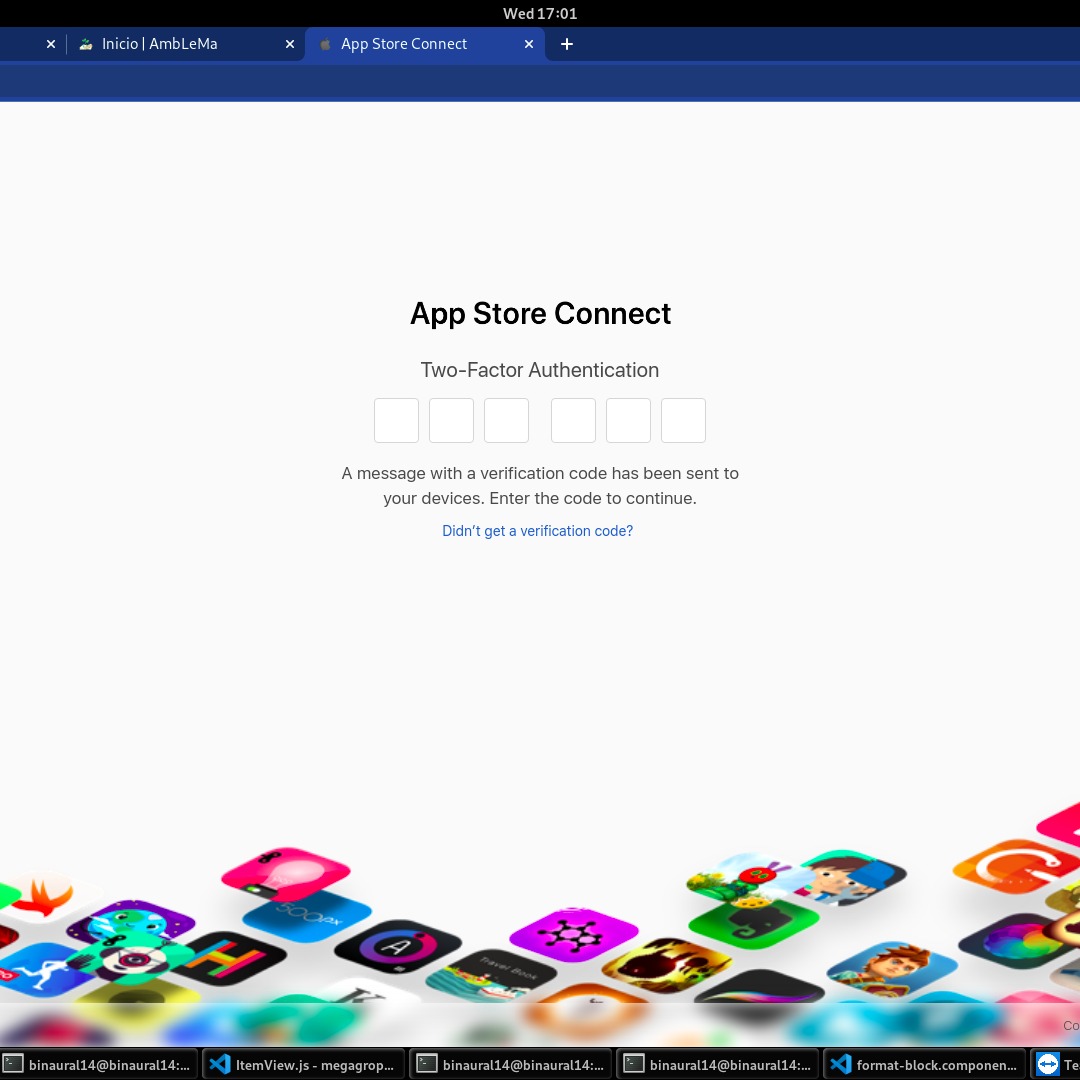 Wed 17:01
Inicio | AmbLeMa
App Store Connect
App Store Connect
Two-Factor Authentication
A message with a verification code has been sent to
your devices. Enter the code to continue.
Didn’t get a verification code?
500px
A
Travel Book
Co
binaural14@binaural14:...
ItemView.js - megagrop...
binaural14@binaural14:...
binaural14@binaural14:...
format-block.componen...
Te